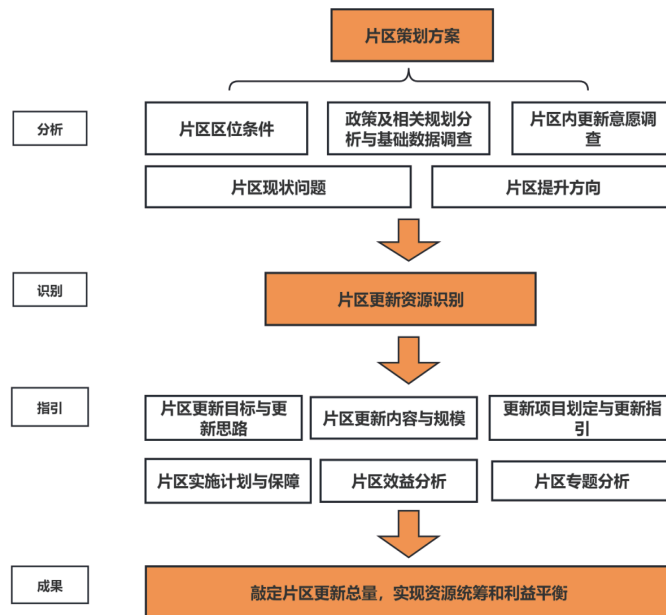 片区策划方案
分析
片区区位条件
政策及相关规划分
析与基础数据调查
片区内更新意愿调
查
片区现状问题
片区提升方向
识别
片区更新资源识别
指引
片区更新目标与更
新思路
片区更新内容与规模
更新项目划定与更新指
引
片区实施计划与保障
片区效益分析
片区专题分析
成果
敲定片区更新总量，实现资源统筹和利益平衡